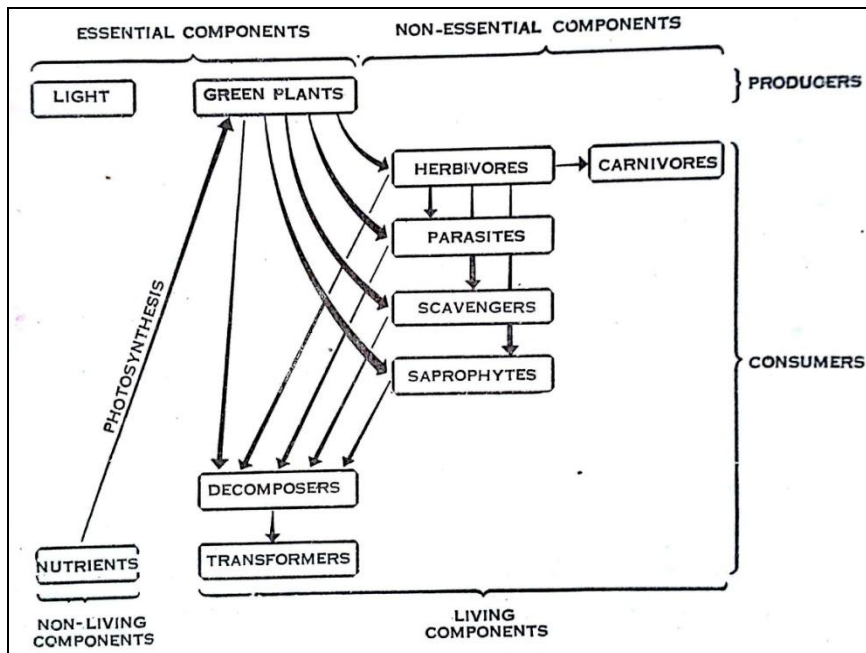 ESSENTIAL COMPONENTS
NON-ESSENTIAL COMPONENTS
LIGHT
GREEN PLANTS
PRODUCERS
HERBIVORES
CARNIVORES
PARASITES
SCAVENGERS
SAPROPHYTES
CONSUMERS
PHOTOSYNTHESIS
DECOMPOSERS
NUTRIENTS
TRANSFORMERS
NON-LIVING
COMPONENTS
LIVING
COMPONENTS